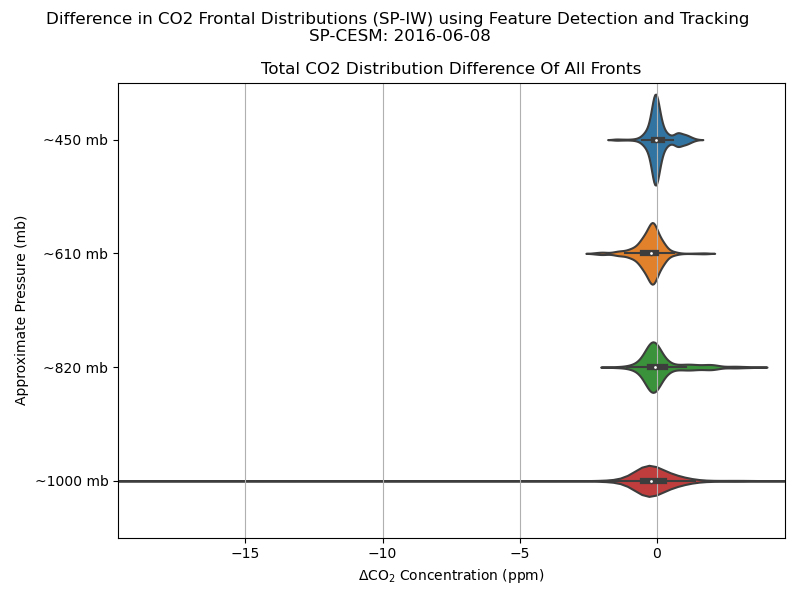 Difference in CO2 Frontal Distributions (SP-IW) using Feature Detection and Tracking
SP-CESM: 2016-06-08
Total CO2 Distribution Difference Of All Fronts
Approximate Pressure (mb)
~450 mb
~610 mb
~820 mb
~1000 mb
−15
−10
−5
0
ΔCO₂ Concentration (ppm)